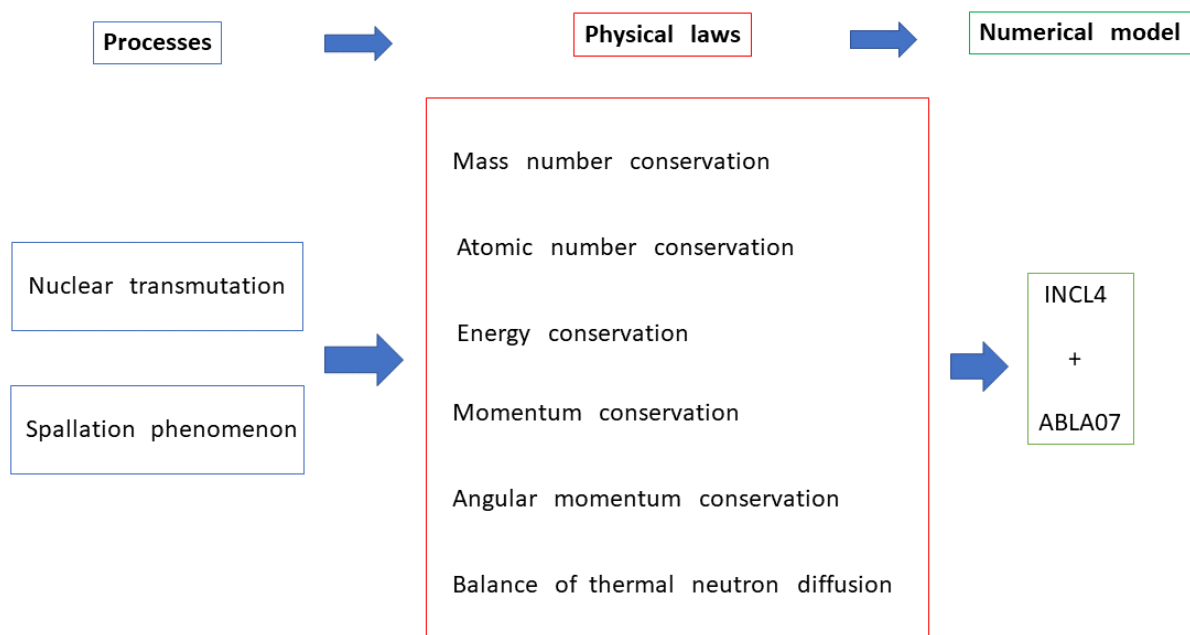 Processes
Physical laws
Numerical model
Nuclear transmutation
Spallation phenomenon
Mass number conservation
Atomic number conservation
Energy conservation
Momentum conservation
Angular momentum conservation
Balance of thermal neutron diffusion
INCL4
+
ABLA07